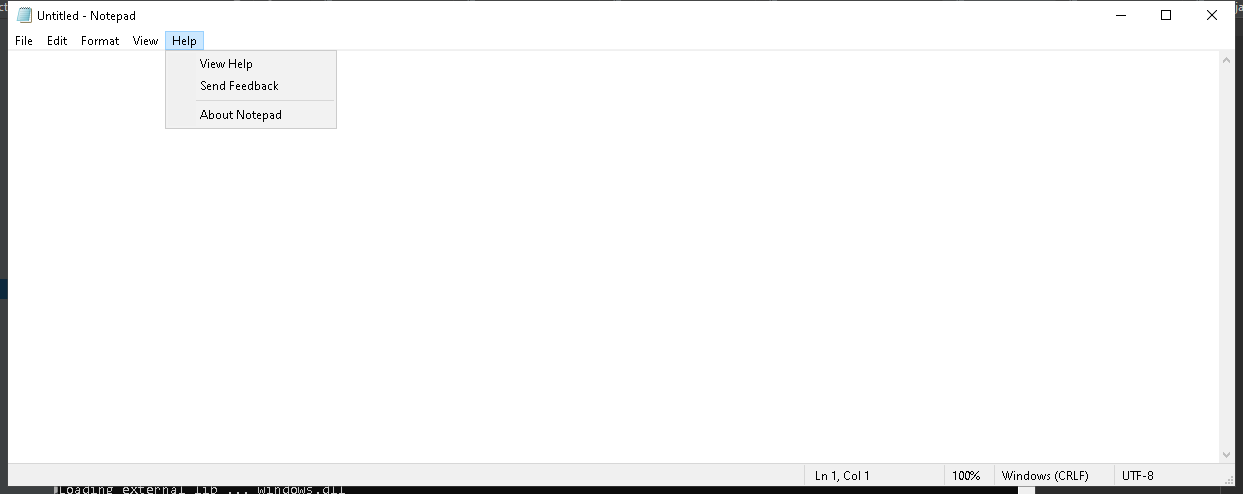 Untitled - Notepad
File Edit Format View Help
View Help
Send Feedback
About Notepad
Ln 1, Col 1 100% Windows (CRLF) UTF-8
Loading external lib ... windows.dll